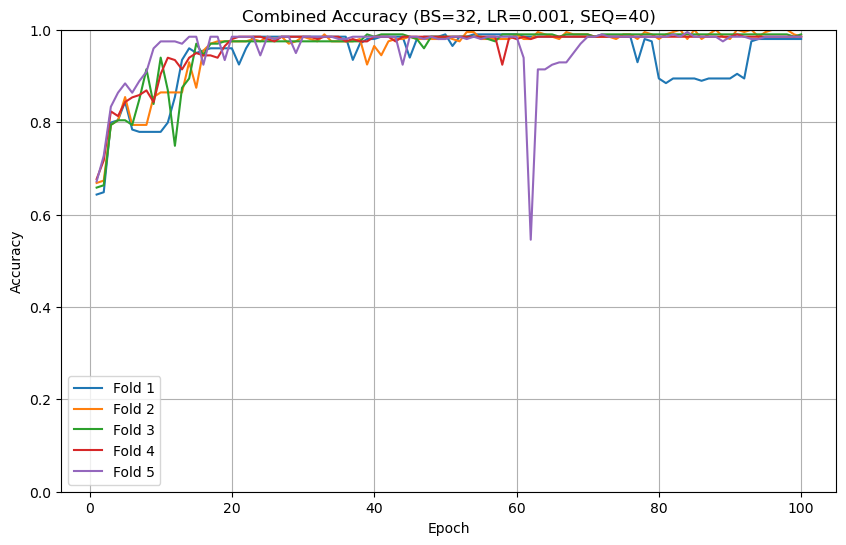 Combined Accuracy (BS=32, LR=0.001, SEQ=40)
Accuracy
1.0
0.8
0.6
0.4
0.2
0.0
Fold 1
Fold 2
Fold 3
Fold 4
Fold 5
0 20 40 60 80 100
Epoch